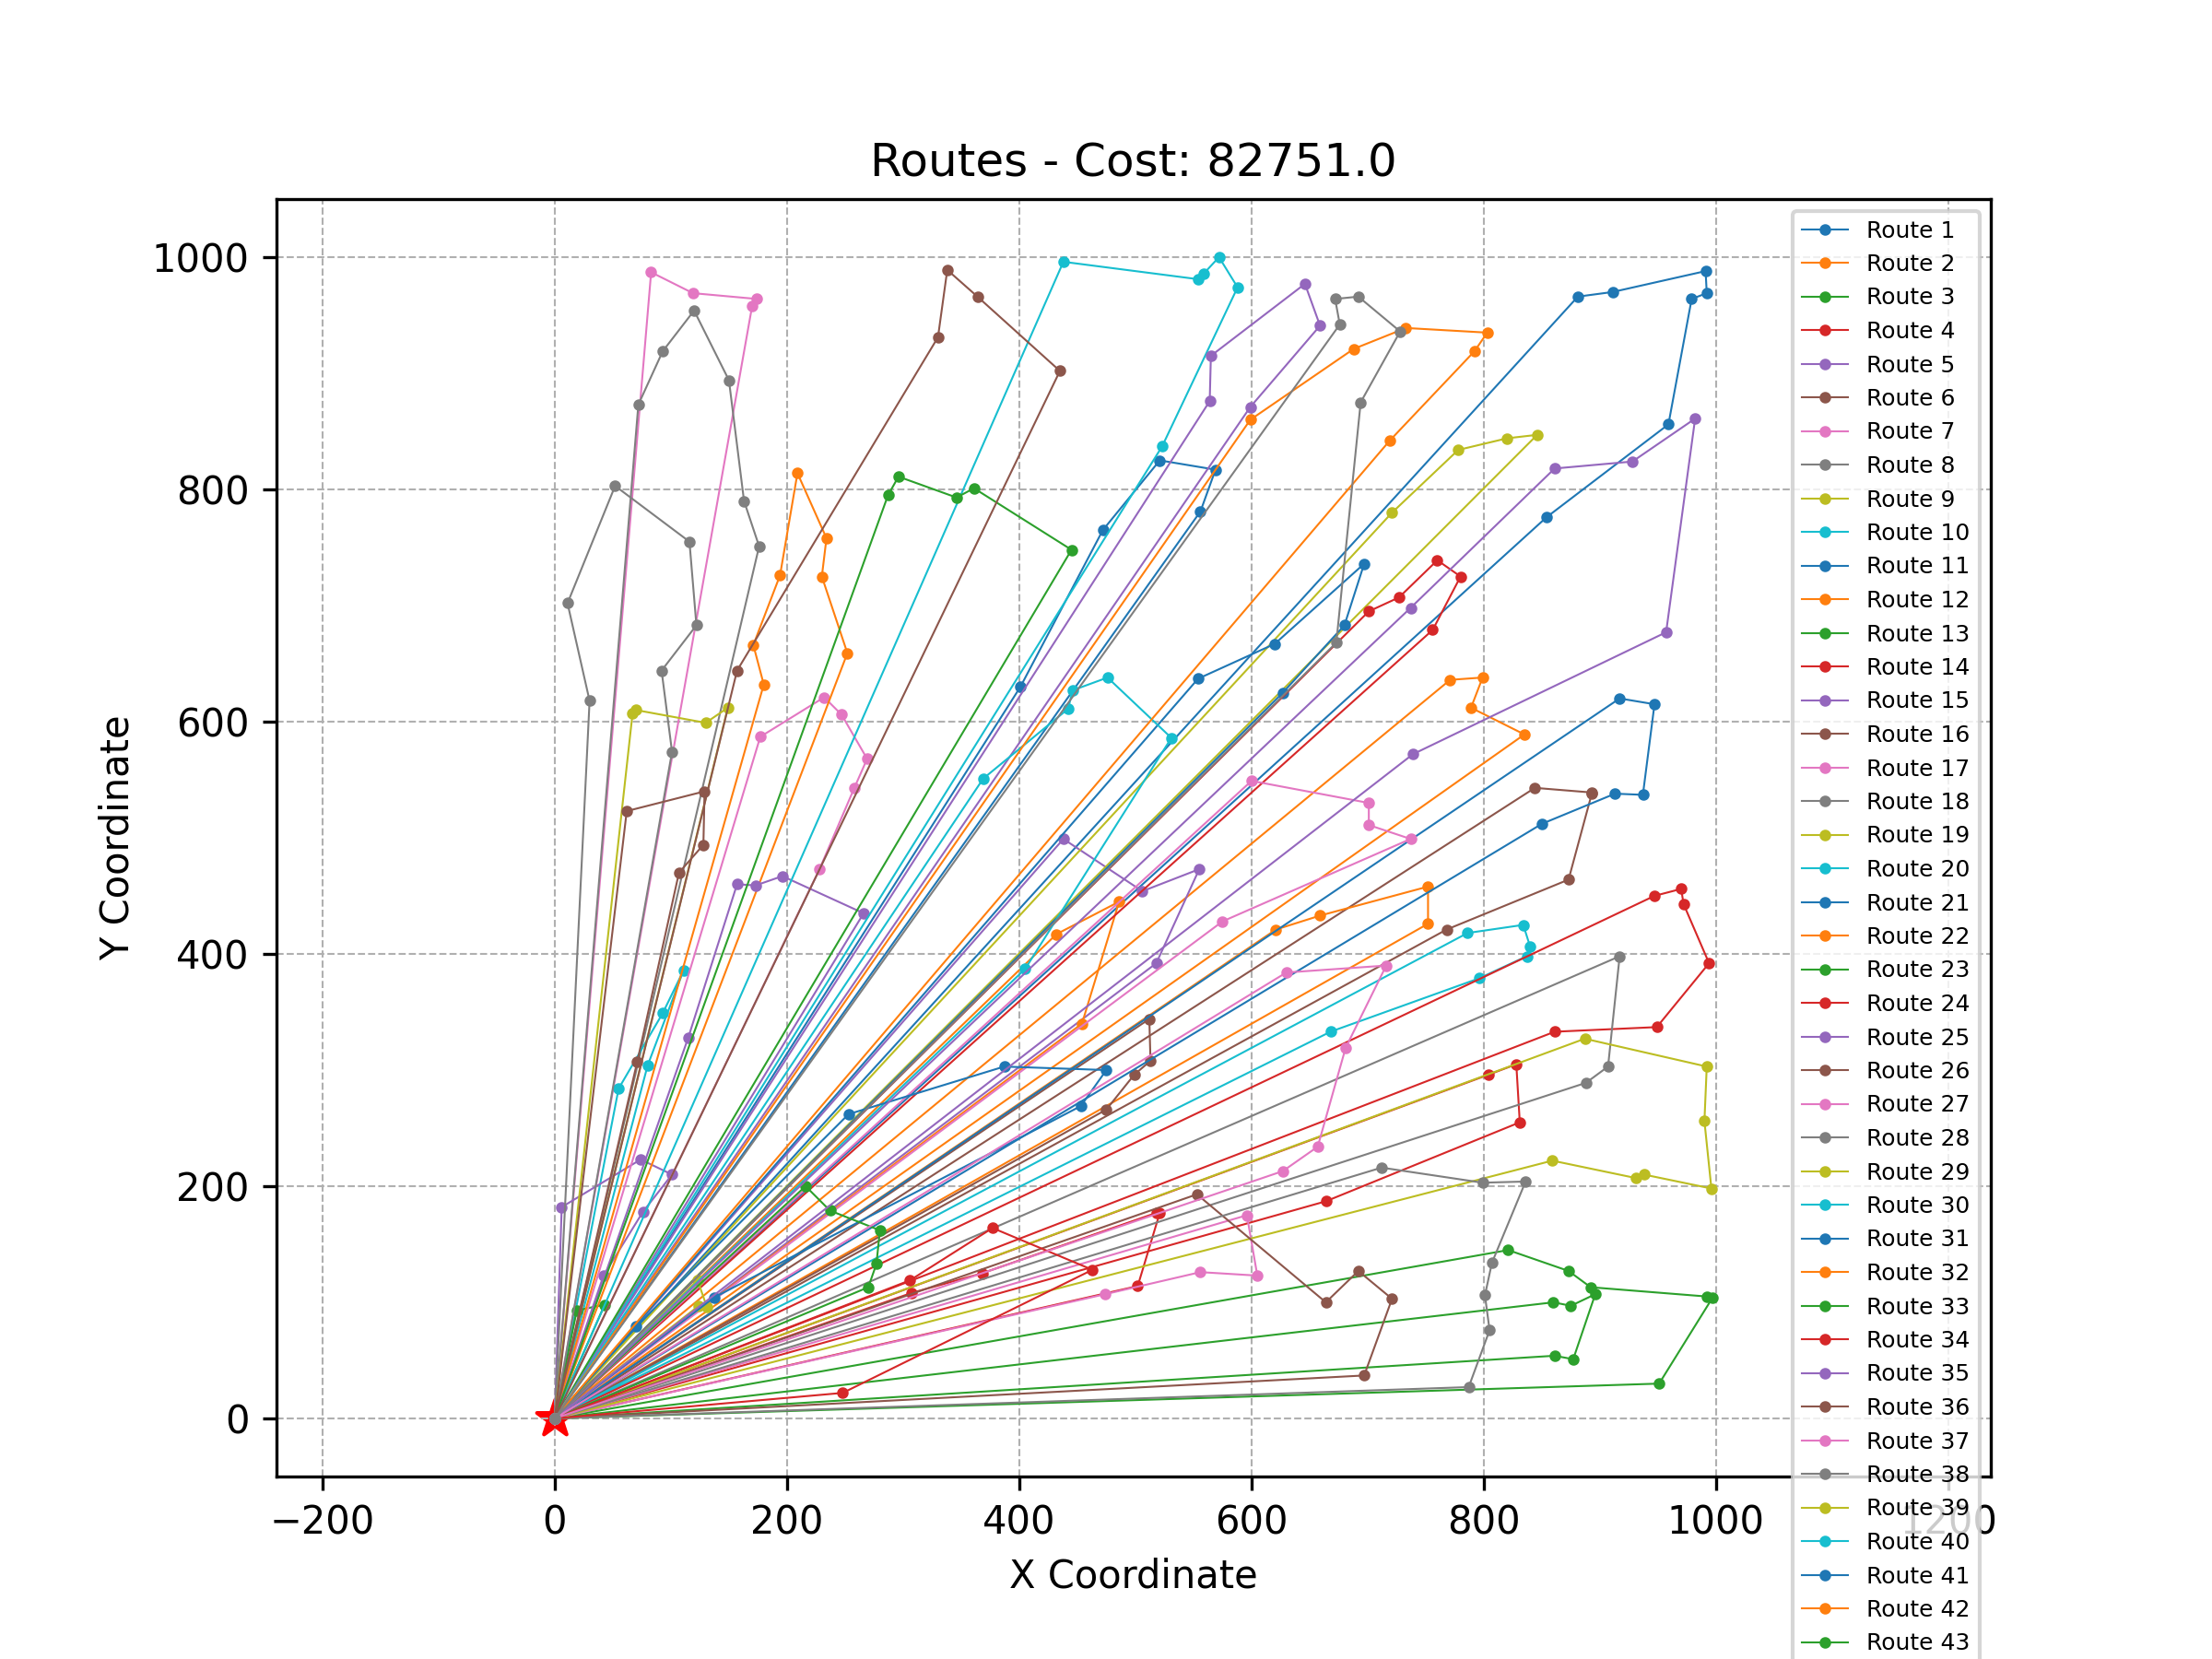 Routes - Cost: 82751.0
1000
800
600
400
200
0
Y Coordinate
−200
0
200
400
600
800
1000
1200
X Coordinate
Route 1
Route 2
Route 3
Route 4
Route 5
Route 6
Route 7
Route 8
Route 9
Route 10
Route 11
Route 12
Route 13
Route 14
Route 15
Route 16
Route 17
Route 18
Route 19
Route 20
Route 21
Route 22
Route 23
Route 24
Route 25
Route 26
Route 27
Route 28
Route 29
Route 30
Route 31
Route 32
Route 33
Route 34
Route 35
Route 36
Route 37
Route 38
Route 39
Route 40
Route 41
Route 42
Route 43